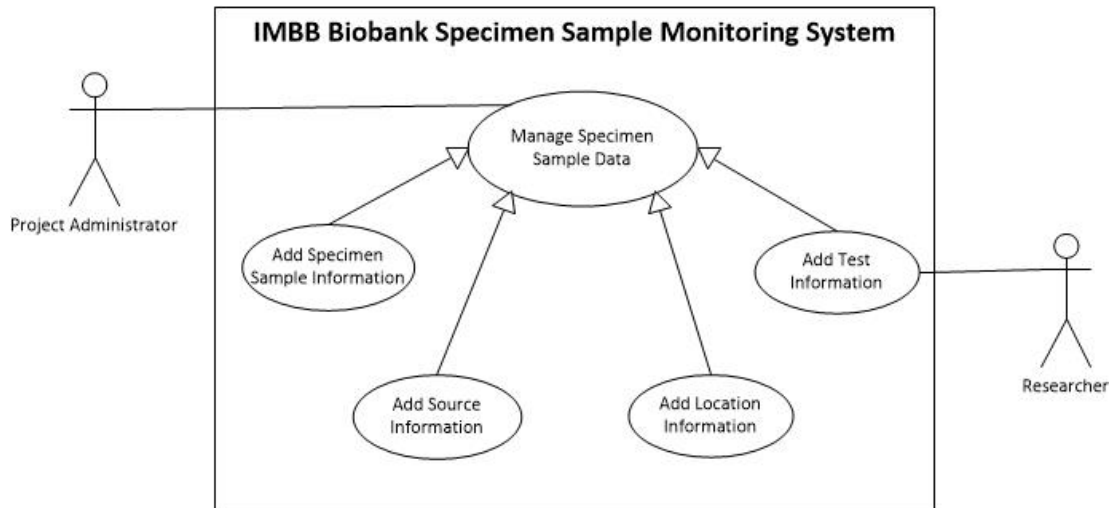 IMBB Biobank Specimen Sample Monitoring System
Manage Specimen
Sample Data
Project Administrator
Add Specimen
Sample Information
Add Test
Information
Add Source
Information
Add Location
Information
Researcher